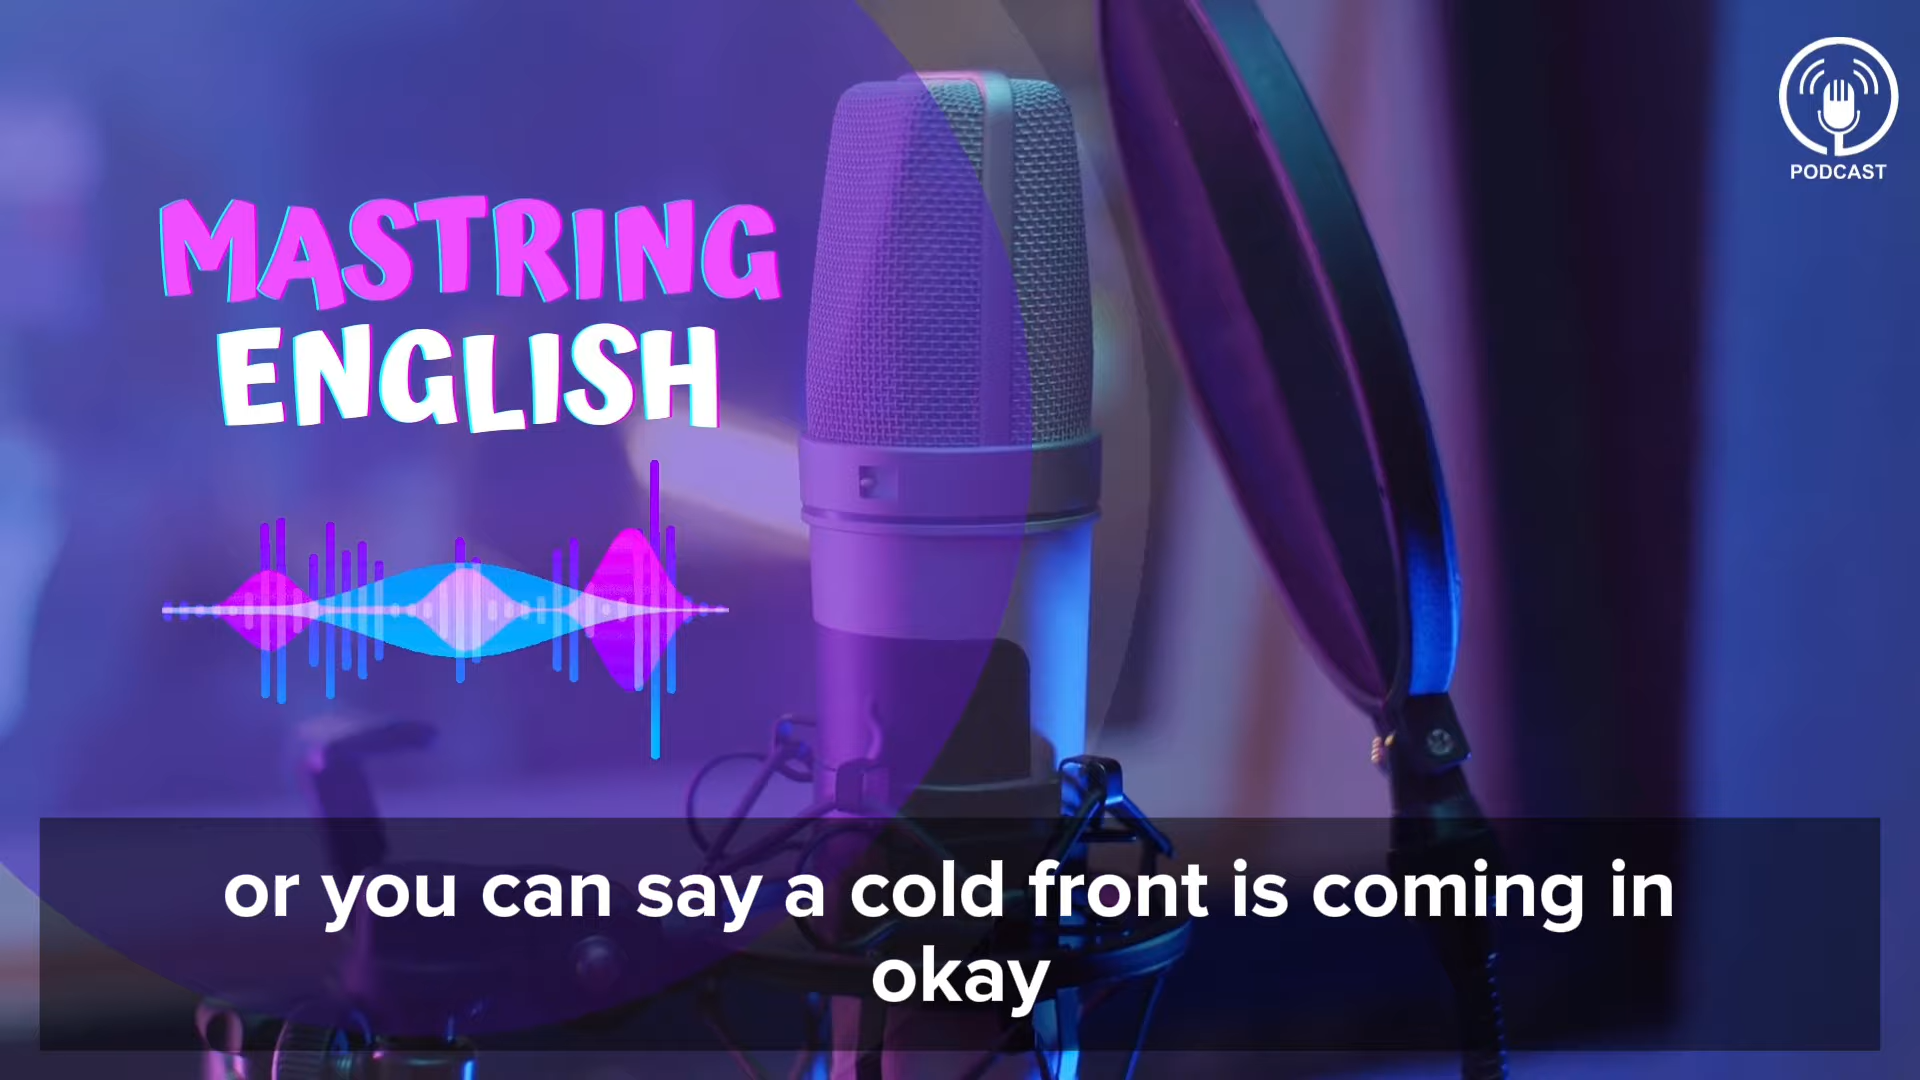 PODCAST
MASTRING
ENGLISH
or you can say a cold front is coming in
okay